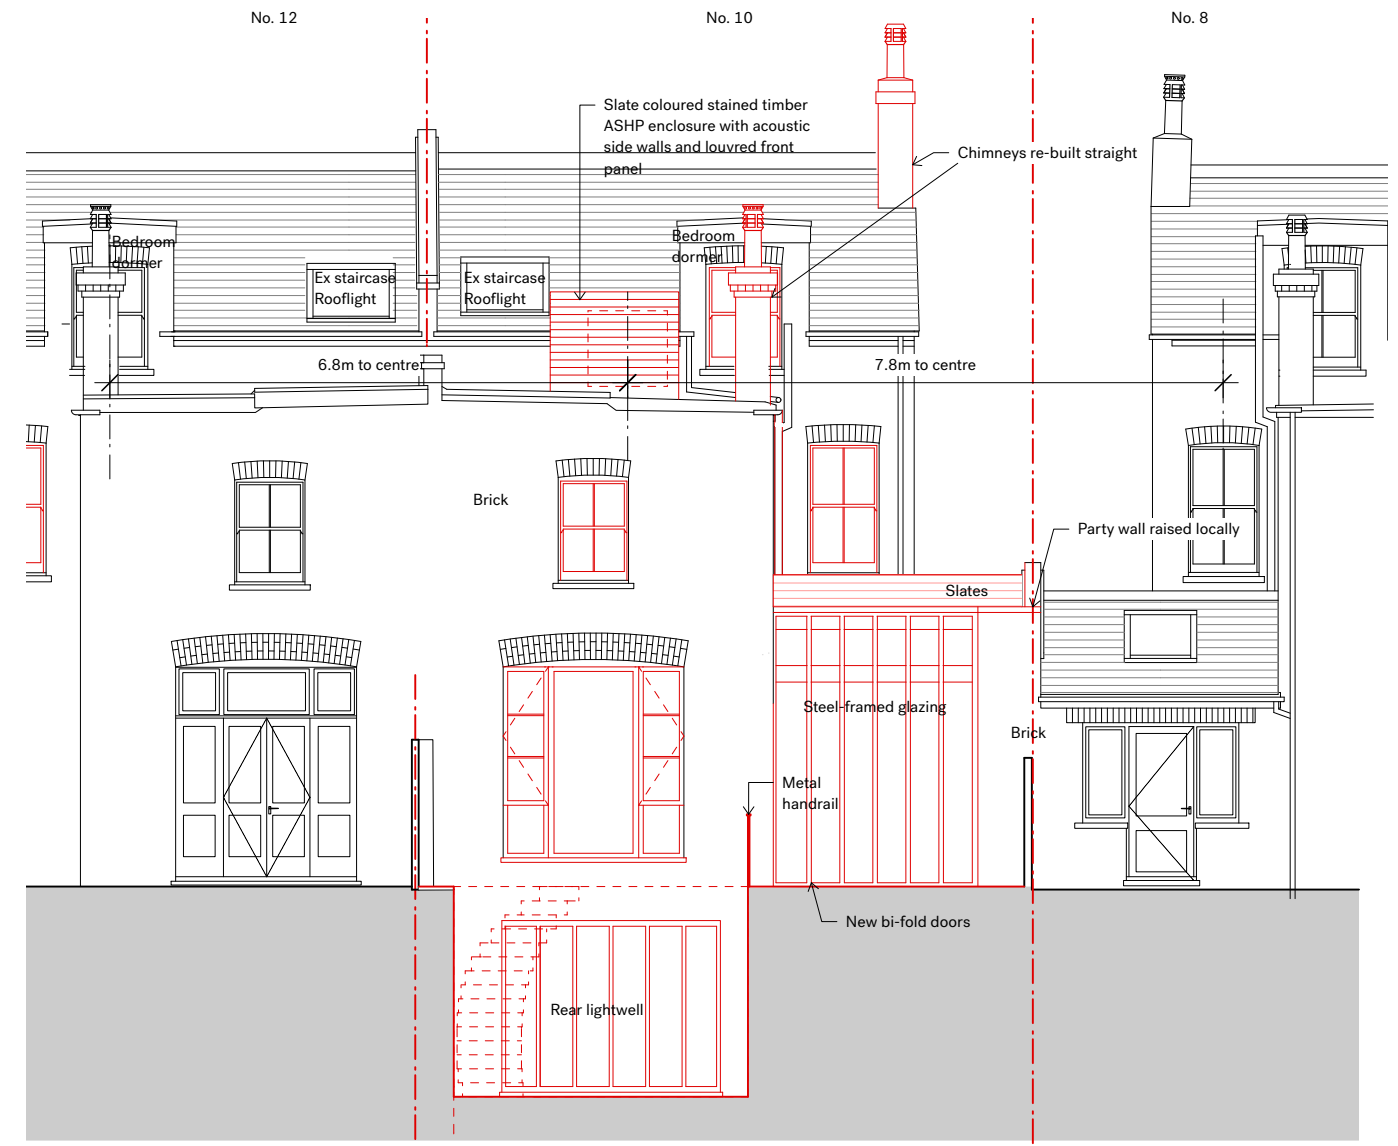 No. 12
No. 10
No. 8
Slate coloured stained timber
ASHP enclosure with acoustic
side walls and louvred front
panel
Chimneys re-built straight
Bedroom
dormer
Bedroom
dormer
Ex staircase
Rooflight
Ex staircase
Rooflight
6.8m to centre
7.8m to centre
Brick
Party wall raised locally
Slates
Steel-framed glazing
Brick
Metal
handrail
New bi-fold doors
Rear lightwell